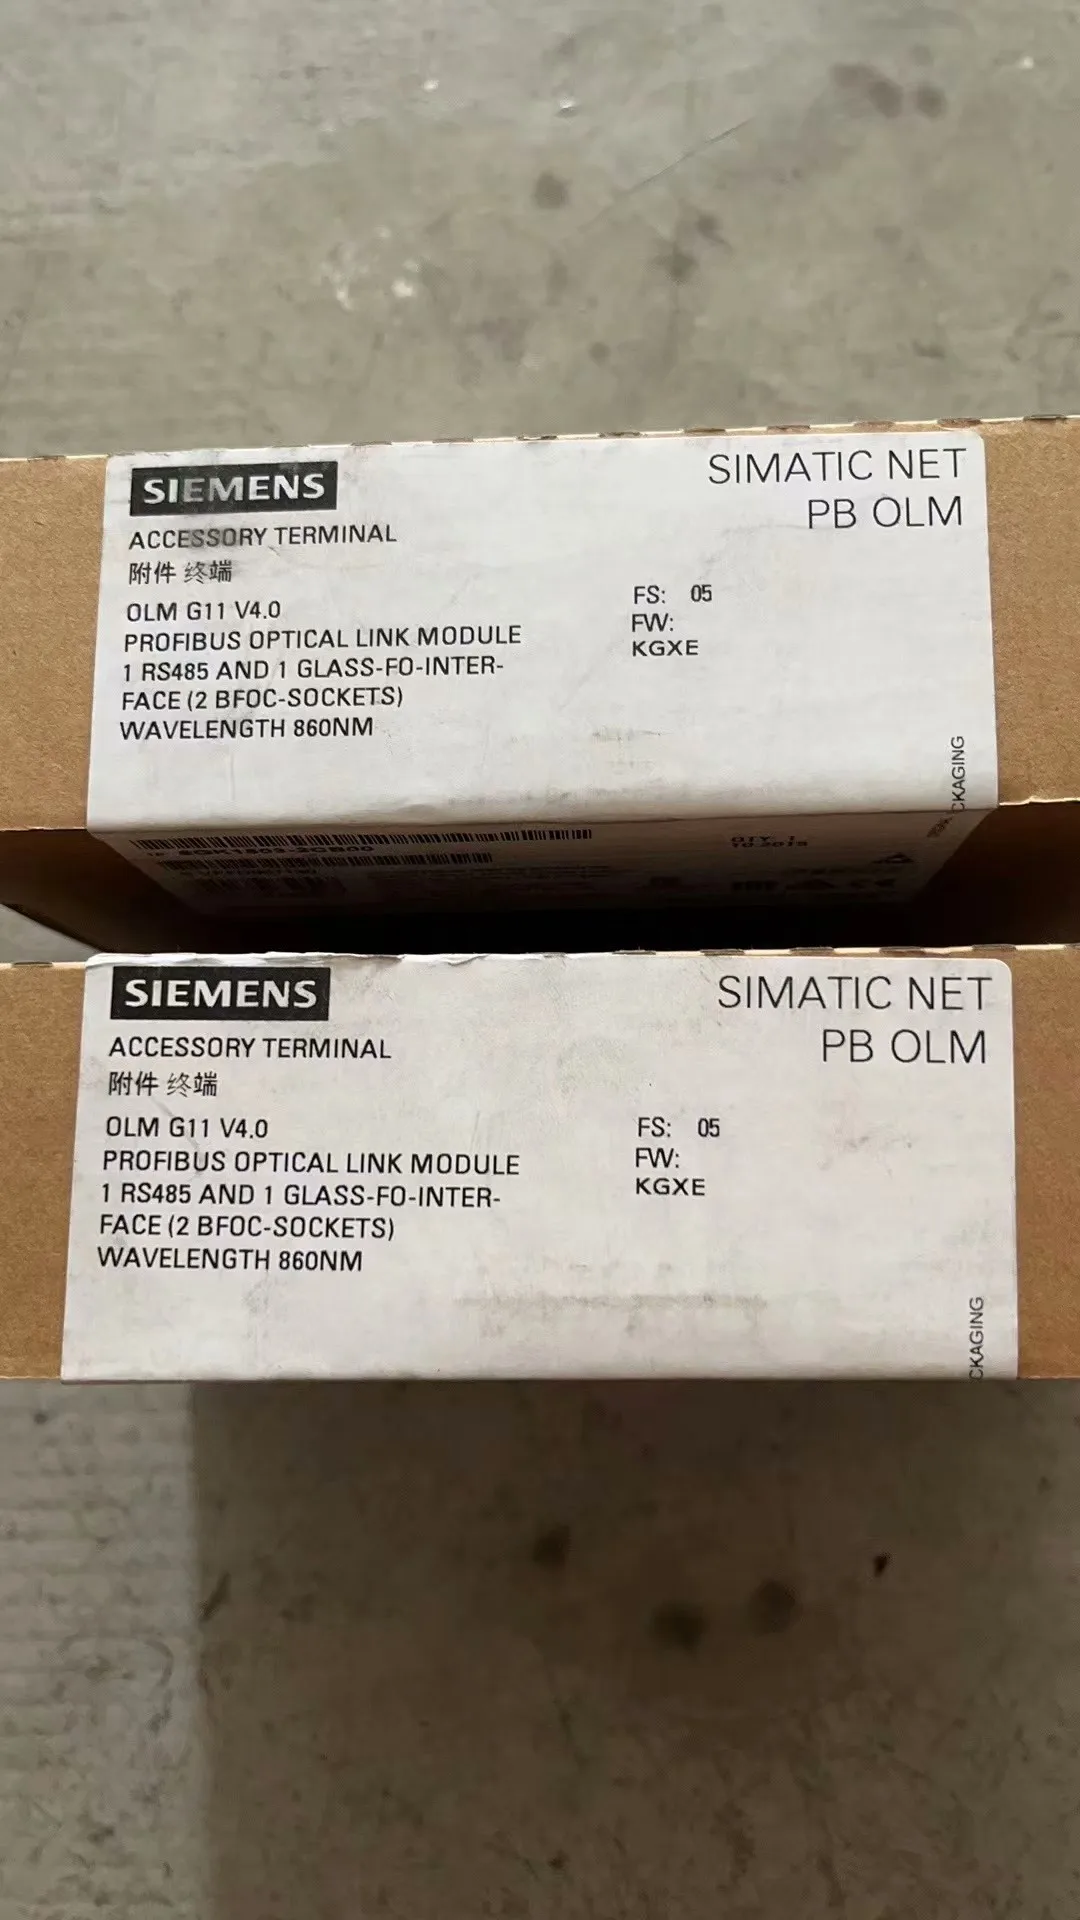 SIEMENS
SIMATIC NET
PB OLM
ACCESSORY TERMINAL
附件 终端
OLM G11 V4.0
PROFIBUS OPTICAL LINK MODULE
1 RS485 AND 1 GLASS-FO-INTER-
FACE (2 BFOC-SOCKETS)
WAVELENGTH 860NM
FS: 05
FW:
KGXE
CKAGING
QTY: 1
SIEMENS
SIMATIC NET
PB OLM
ACCESSORY TERMINAL
附件 终端
OLM G11 V4.0
PROFIBUS OPTICAL LINK MODULE
1 RS485 AND 1 GLASS-FO-INTER-
FACE (2 BFOC-SOCKETS)
WAVELENGTH 860NM
FS: 05
FW:
KGXE
CKAGING